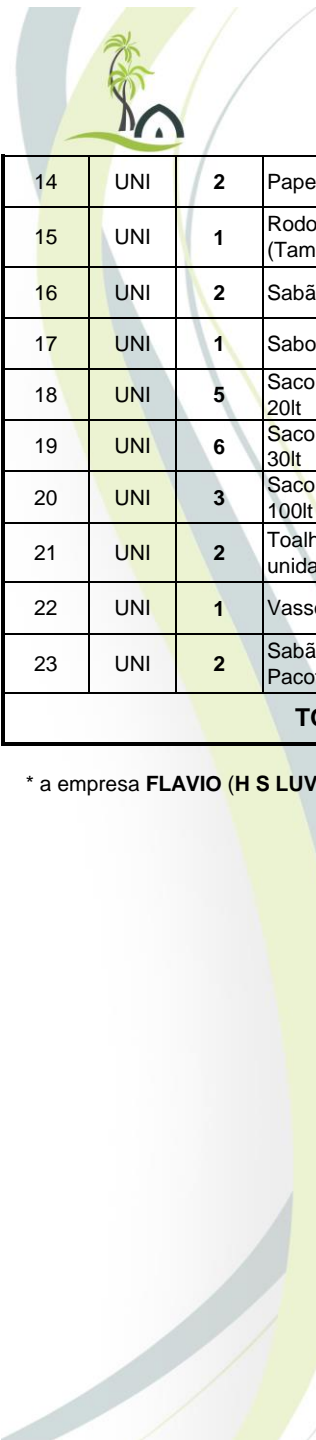 14 UNI 2 Pape
15 UNI 1 Rodo
(Tam
16 UNI 2 Sabã
17 UNI 1 Sabo
18 UNI 5 Saco
20lt
19 UNI 6 Saco
30lt
20 UNI 3 Saco
100lt
21 UNI 2 Toalh
unida
22 UNI 1 Vass
23 UNI 2 Sabã
Paco
TO
* a empresa FLAVIO (H S LUV